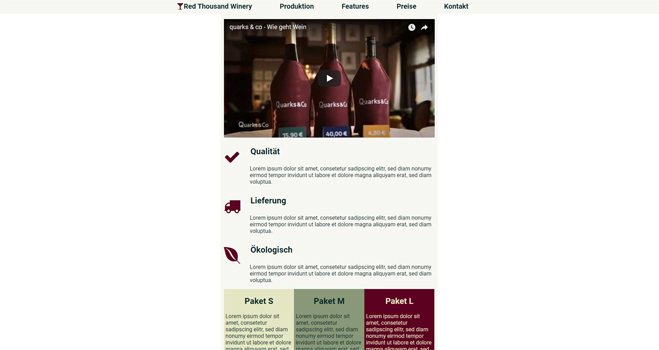 Red Thousand Winery Produktion Features Preise Kontakt
quarks & co - Wie geht Wein
Quarks&Co Quarks&Co Quarks&Co
Quarks&Co
15,90 € 40,00 € 4,90 €
Qualität
Lorem ipsum dolor sit amet, consetetur sadipscing elitr, sed diam nonumy
eirmod tempor invidunt ut labore et dolore magna aliquyam erat, sed diam
voluptua.
Lieferung
Lorem ipsum dolor sit amet, consetetur sadipscing elitr, sed diam nonumy
eirmod tempor invidunt ut labore et dolore magna aliquyam erat, sed diam
voluptua.
Ökologisch
Lorem ipsum dolor sit amet, consetetur sadipscing elitr, sed diam nonumy
eirmod tempor invidunt ut labore et dolore magna aliquyam erat, sed diam
voluptua.
Paket S
Lorem ipsum dolor sit
amet, consetetur
sadipscing elitr, sed diam
nonumy eirmod tempor
invidunt ut labore et dolore
magna aliquyam erat, sed
Paket M
Lorem ipsum dolor sit
amet, consetetur
sadipscing elitr, sed diam
nonumy eirmod tempor
invidunt ut labore et dolore
magna aliquyam erat, sed
Paket L
Lorem ipsum dolor sit
amet, consetetur
sadipscing elitr, sed diam
nonumy eirmod tempor
invidunt ut labore et dolore
magna aliquyam erat, sed